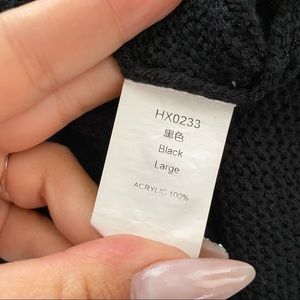 HX0233
黑色
Black
Large
ACRYLIC 100%